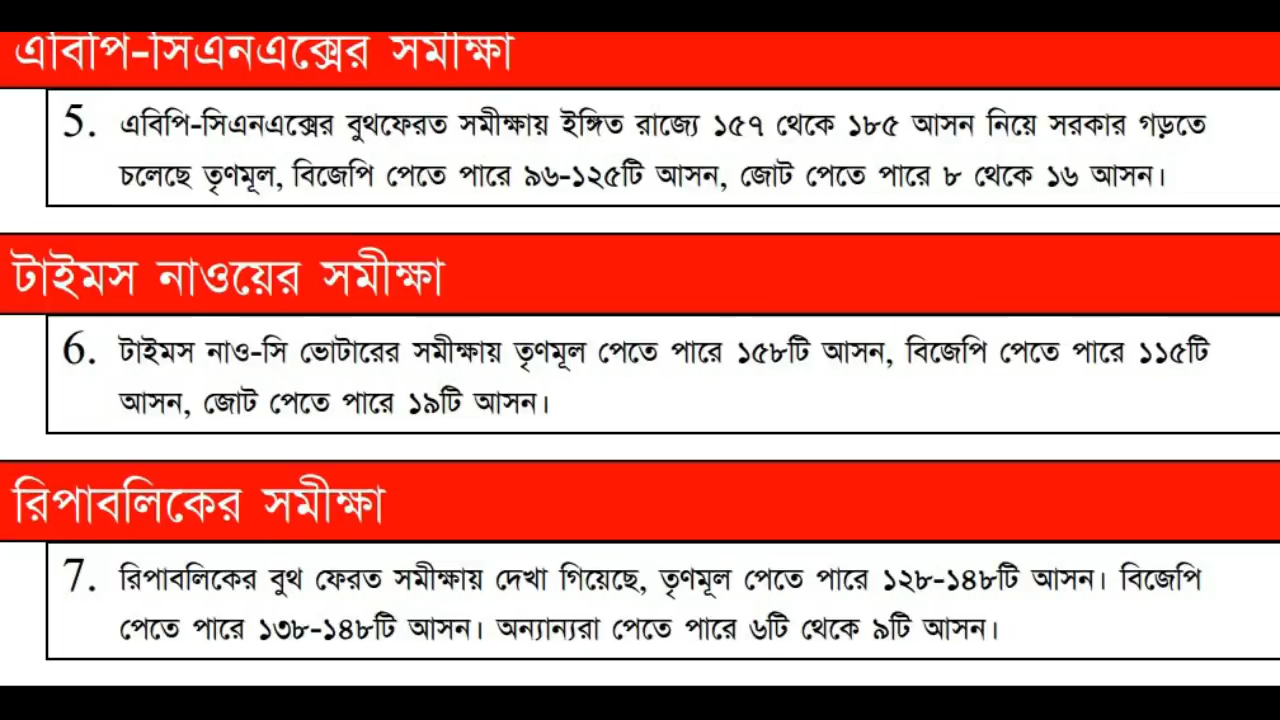 এবিপি-সিএনএক্সের সমীক্ষা
5. এবিপি-সিএনএক্সের বুথফেরত সমীক্ষায় ইঙ্গিত রাজ্যে ১৫৭ থেকে ১৮৫ আসন নিয়ে সরকার গড়তে
চলেছে তৃণমূল, বিজেপি পেতে পারে ৯৬-১২৫টি আসন, জোট পেতে পারে ৮ থেকে ১৬ আসন।
টাইমস নাওয়ের সমীক্ষা
6. টাইমস নাও-সি ভোটারের সমীক্ষায় তৃণমূল পেতে পারে ১৫৮টি আসন, বিজেপি পেতে পারে ১১৫টি
আসন, জোট পেতে পারে ১৯টি আসন।
রিপাবলিকের সমীক্ষা
7. রিপাবলিকের বুথ ফেরত সমীক্ষায় দেখা গিয়েছে, তৃণমূল পেতে পারে ১২৮-১৪৮টি আসন। বিজেপি
পেতে পারে ১৩৮-১৪৮টি আসন। অন্যান্যরা পেতে পারে ৬টি থেকে ৯টি আসন।